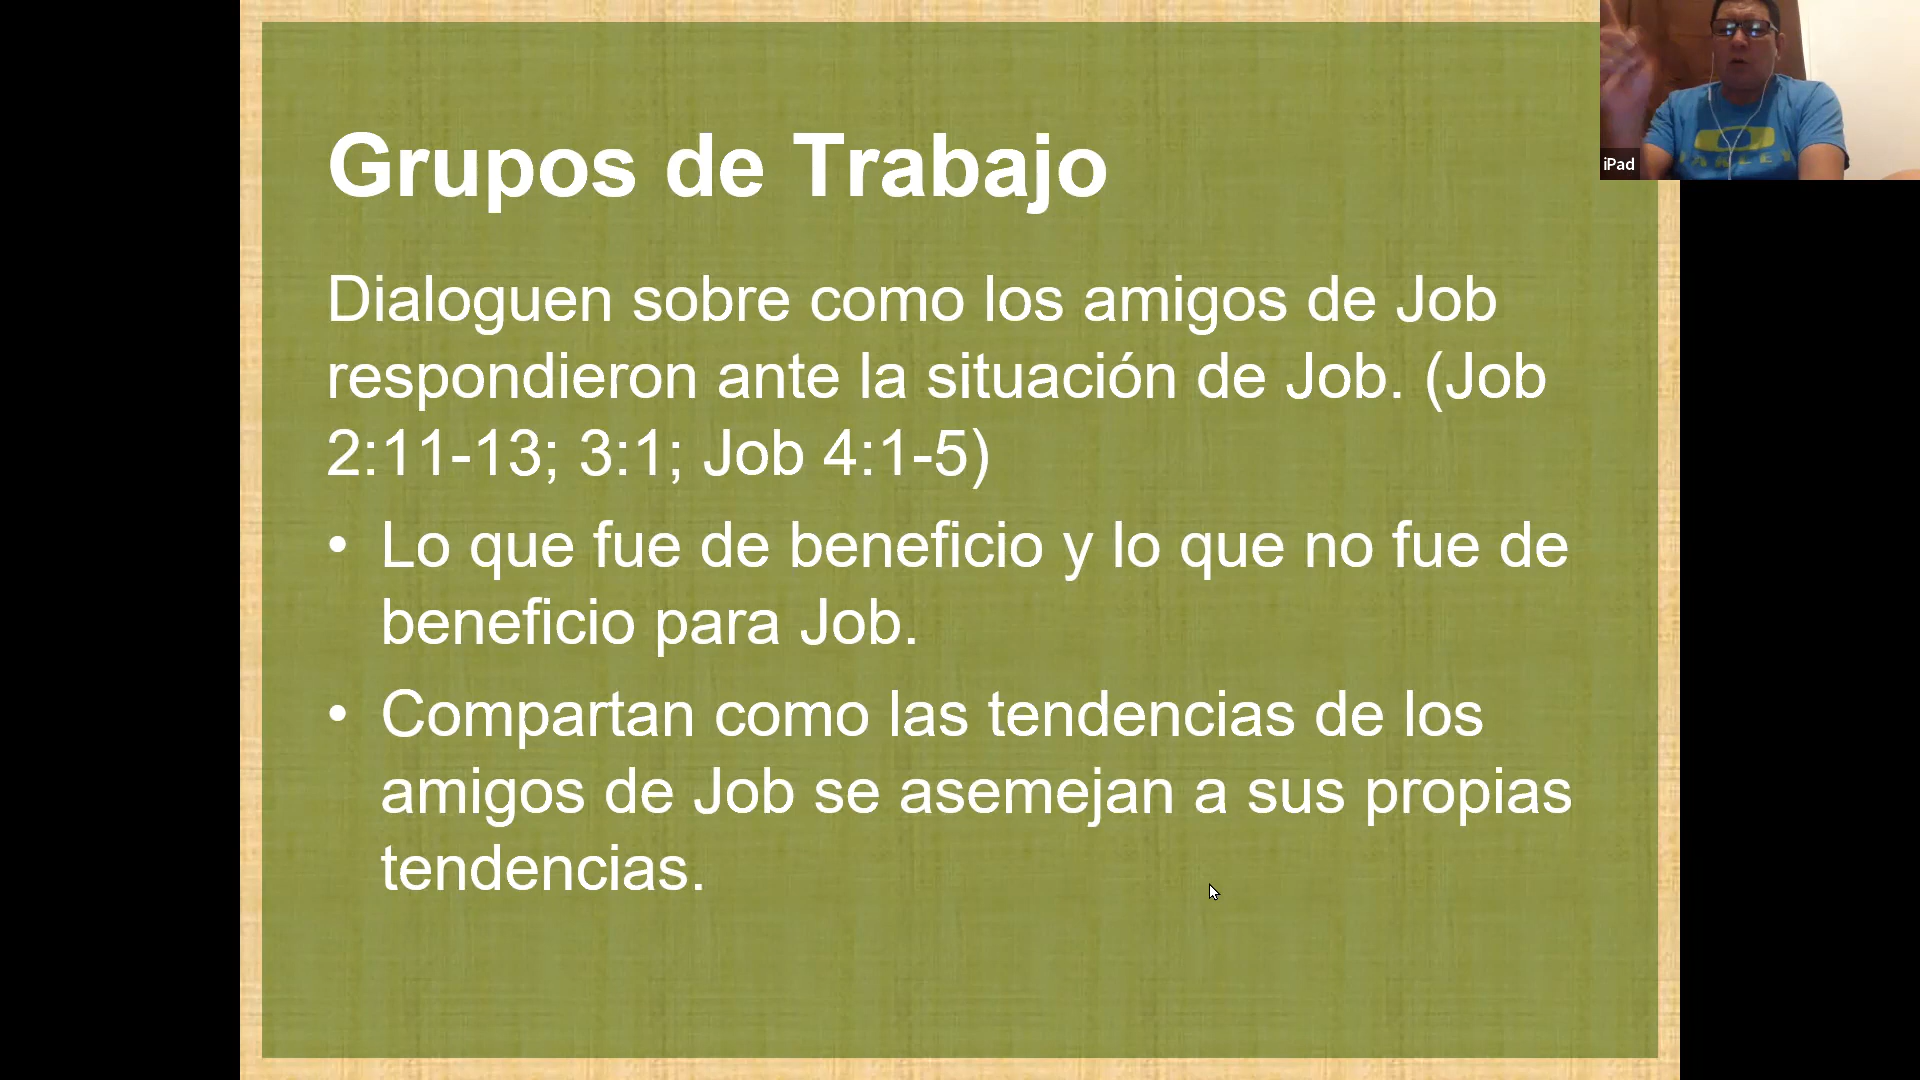 Grupos de Trabajo
Dialoguen sobre como los amigos de Job
respondieron ante la situación de Job. (Job
2:11-13; 3:1; Job 4:1-5)
• Lo que fue de beneficio y lo que no fue de
beneficio para Job.
• Compartan como las tendencias de los
amigos de Job se asemejan a sus propias
tendencias.
iPad
OAKLEY